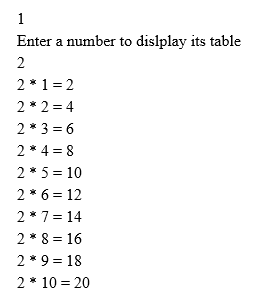 1
Enter a number to dislplay its table
2
2 * 1 = 2
2 * 2 = 4
2 * 3 = 6
2 * 4 = 8
2 * 5 = 10
2 * 6 = 12
2 * 7 = 14
2 * 8 = 16
2 * 9 = 18
2 * 10 = 20